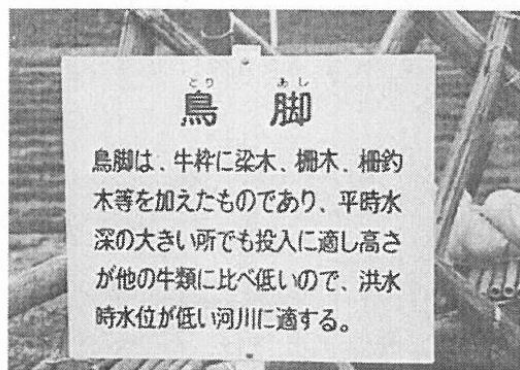 とり あし
鳥 脚
鳥脚は、牛枠に梁木、柵木、柵釣
木等を加えたものであり、平時水
深の大きい所でも投入に適し高さ
が他の牛類に比べ低いので、洪水
時水位が低い河川に適する。